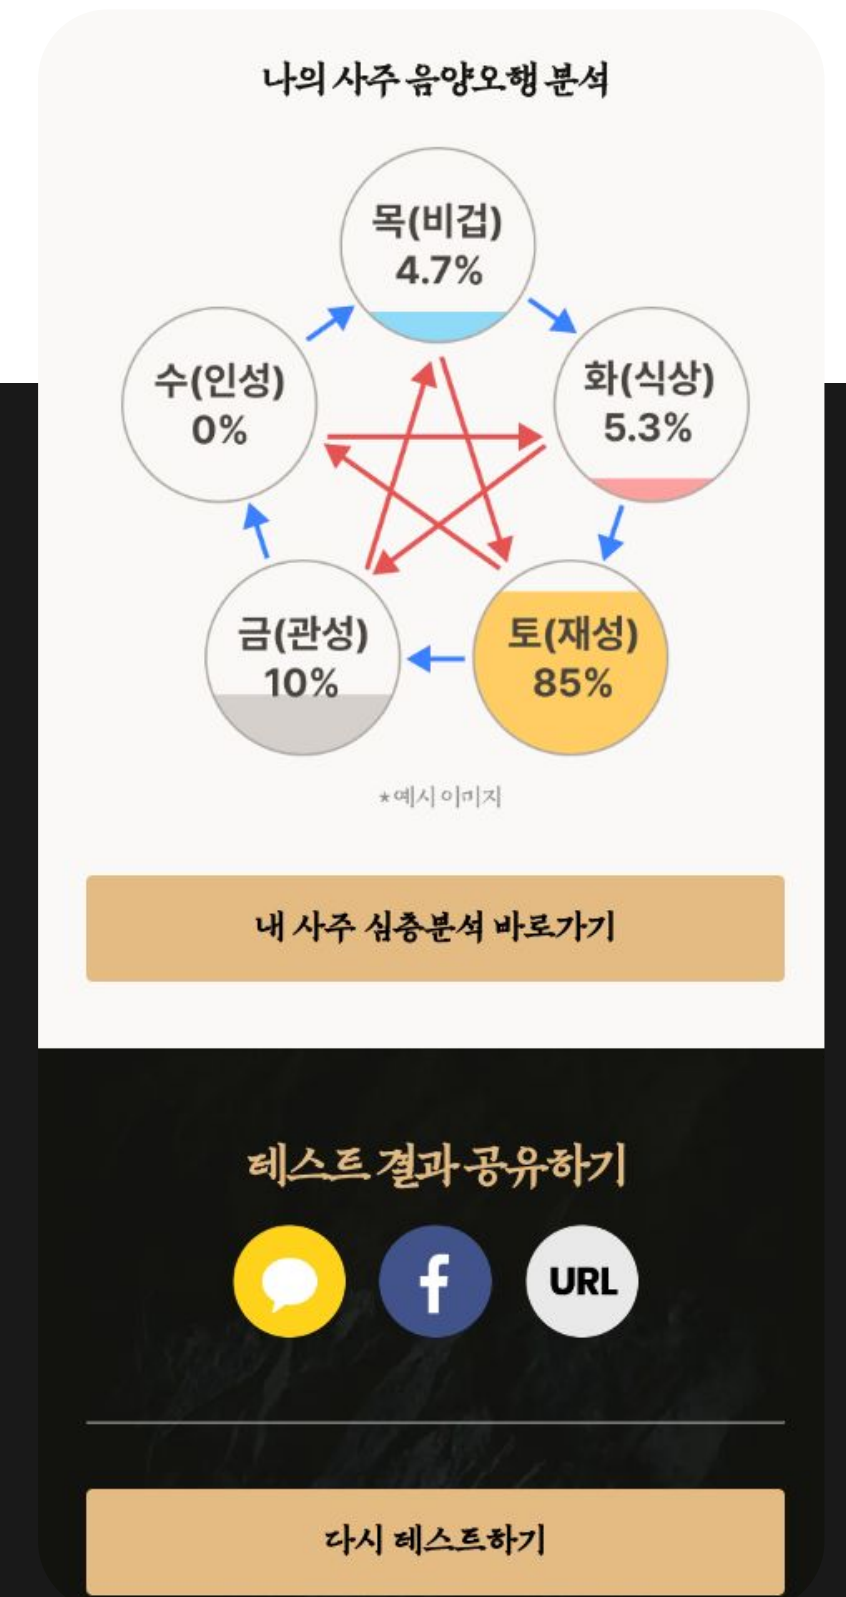 나의 사주 음양오행 분석
목(비겁)
4.7%
수(인성)
0%
화(식상)
5.3%
금(관성)
10%
토(재성)
85%
*예시 이미지
내 사주 심층분석 바로가기
테스트 결과 공유하기
f
URL
다시 테스트하기